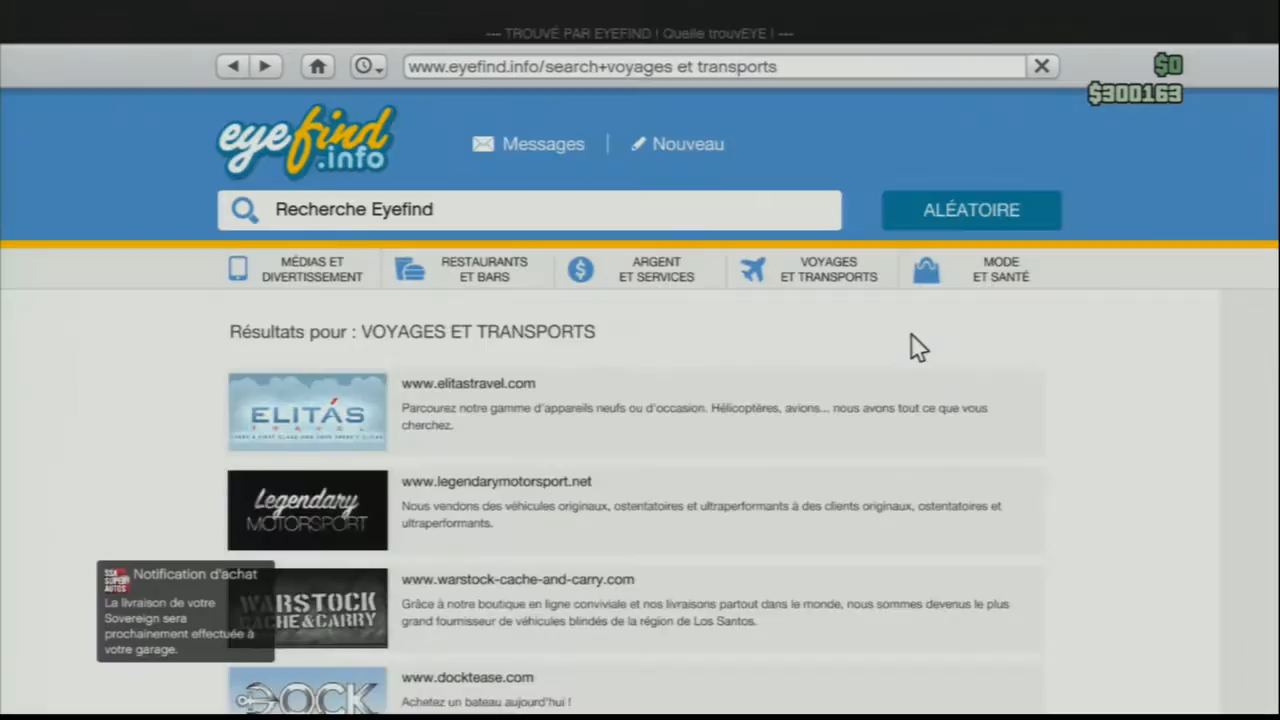 --- TROUVÉ PAR EYEFIND ! Quelle trouvEYE ! ---
www.eyefind.info/search+voyages et transports
$0
$300163
eyefind
.info
Messages
Nouveau
Recherche Eyefind
ALÉATOIRE
MÉDIAS ET
DIVERTISSEMENT
RESTAURANTS
ET BARS
ARGENT
ET SERVICES
VOYAGES
ET TRANSPORTS
MODE
ET SANTÉ
Résultats pour : VOYAGES ET TRANSPORTS
ELITÁS
TRAVEL
www.elitastravel.com
Parcourez notre gamme d'appareils neufs ou d'occasion. Hélicoptères, avions... nous avons tout ce que vous
cherchez.
Legendary
MOTORSPORT
www.legendarymotorsport.net
Nous vendons des véhicules originaux, ostentatoires et ultraperformants à des clients originaux, ostentatoires et
ultraperformants.
SUPER
AUTOS
Notification d'achat
La livraison de votre
Sovereign sera
prochainement effectuée à
votre garage.
WARSTOCK
CACHE&CARRY
www.warstock-cache-and-carry.com
Grâce à notre boutique en ligne conviviale et nos livraisons partout dans le monde, nous sommes devenus le plus
grand fournisseur de véhicules blindés de la région de Los Santos.
DOCK
www.docktease.com
Achetez un bateau aujourd'hui !